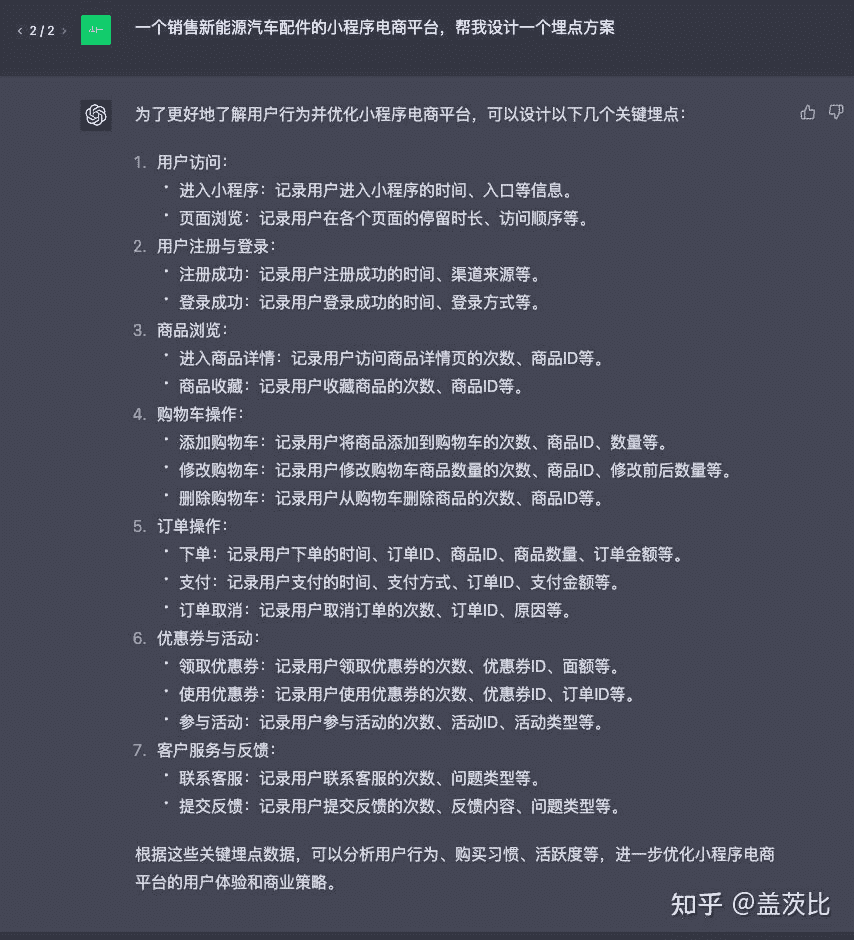 < 2 / 2 >
一个销售新能源汽车配件的小程序电商平台，帮我设计一个埋点方案
为了更好地了解用户行为并优化小程序电商平台，可以设计以下几个关键埋点：
1. 用户访问：
• 进入小程序：记录用户进入小程序的时间、入口等信息。
• 页面浏览：记录用户在各个页面的停留时长、访问顺序等。
2. 用户注册与登录：
• 注册成功：记录用户注册成功的时间、渠道来源等。
• 登录成功：记录用户登录成功的时间、登录方式等。
3. 商品浏览：
• 进入商品详情：记录用户访问商品详情页的次数、商品ID等。
• 商品收藏：记录用户收藏商品的次数、商品ID等。
4. 购物车操作：
• 添加购物车：记录用户将商品添加到购物车的次数、商品ID、数量等。
• 修改购物车：记录用户修改购物车商品数量的次数、商品ID、修改前后数量等。
• 删除购物车：记录用户从购物车删除商品的次数、商品ID等。
5. 订单操作：
• 下单：记录用户下单的时间、订单ID、商品ID、商品数量、订单金额等。
• 支付：记录用户支付的时间、支付方式、订单ID、支付金额等。
• 订单取消：记录用户取消订单的次数、订单ID、原因等。
6. 优惠券与活动：
• 领取优惠券：记录用户领取优惠券的次数、优惠券ID、面额等。
• 使用优惠券：记录用户使用优惠券的次数、优惠券ID、订单ID等。
• 参与活动：记录用户参与活动的次数、活动ID、活动类型等。
7. 客户服务与反馈：
• 联系客服：记录用户联系客服的次数、问题类型等。
• 提交反馈：记录用户提交反馈的次数、反馈内容、问题类型等。
根据这些关键埋点数据，可以分析用户行为、购买习惯、活跃度等，进一步优化小程序电商
平台的用户体验和商业策略。
知乎 @盖茨比